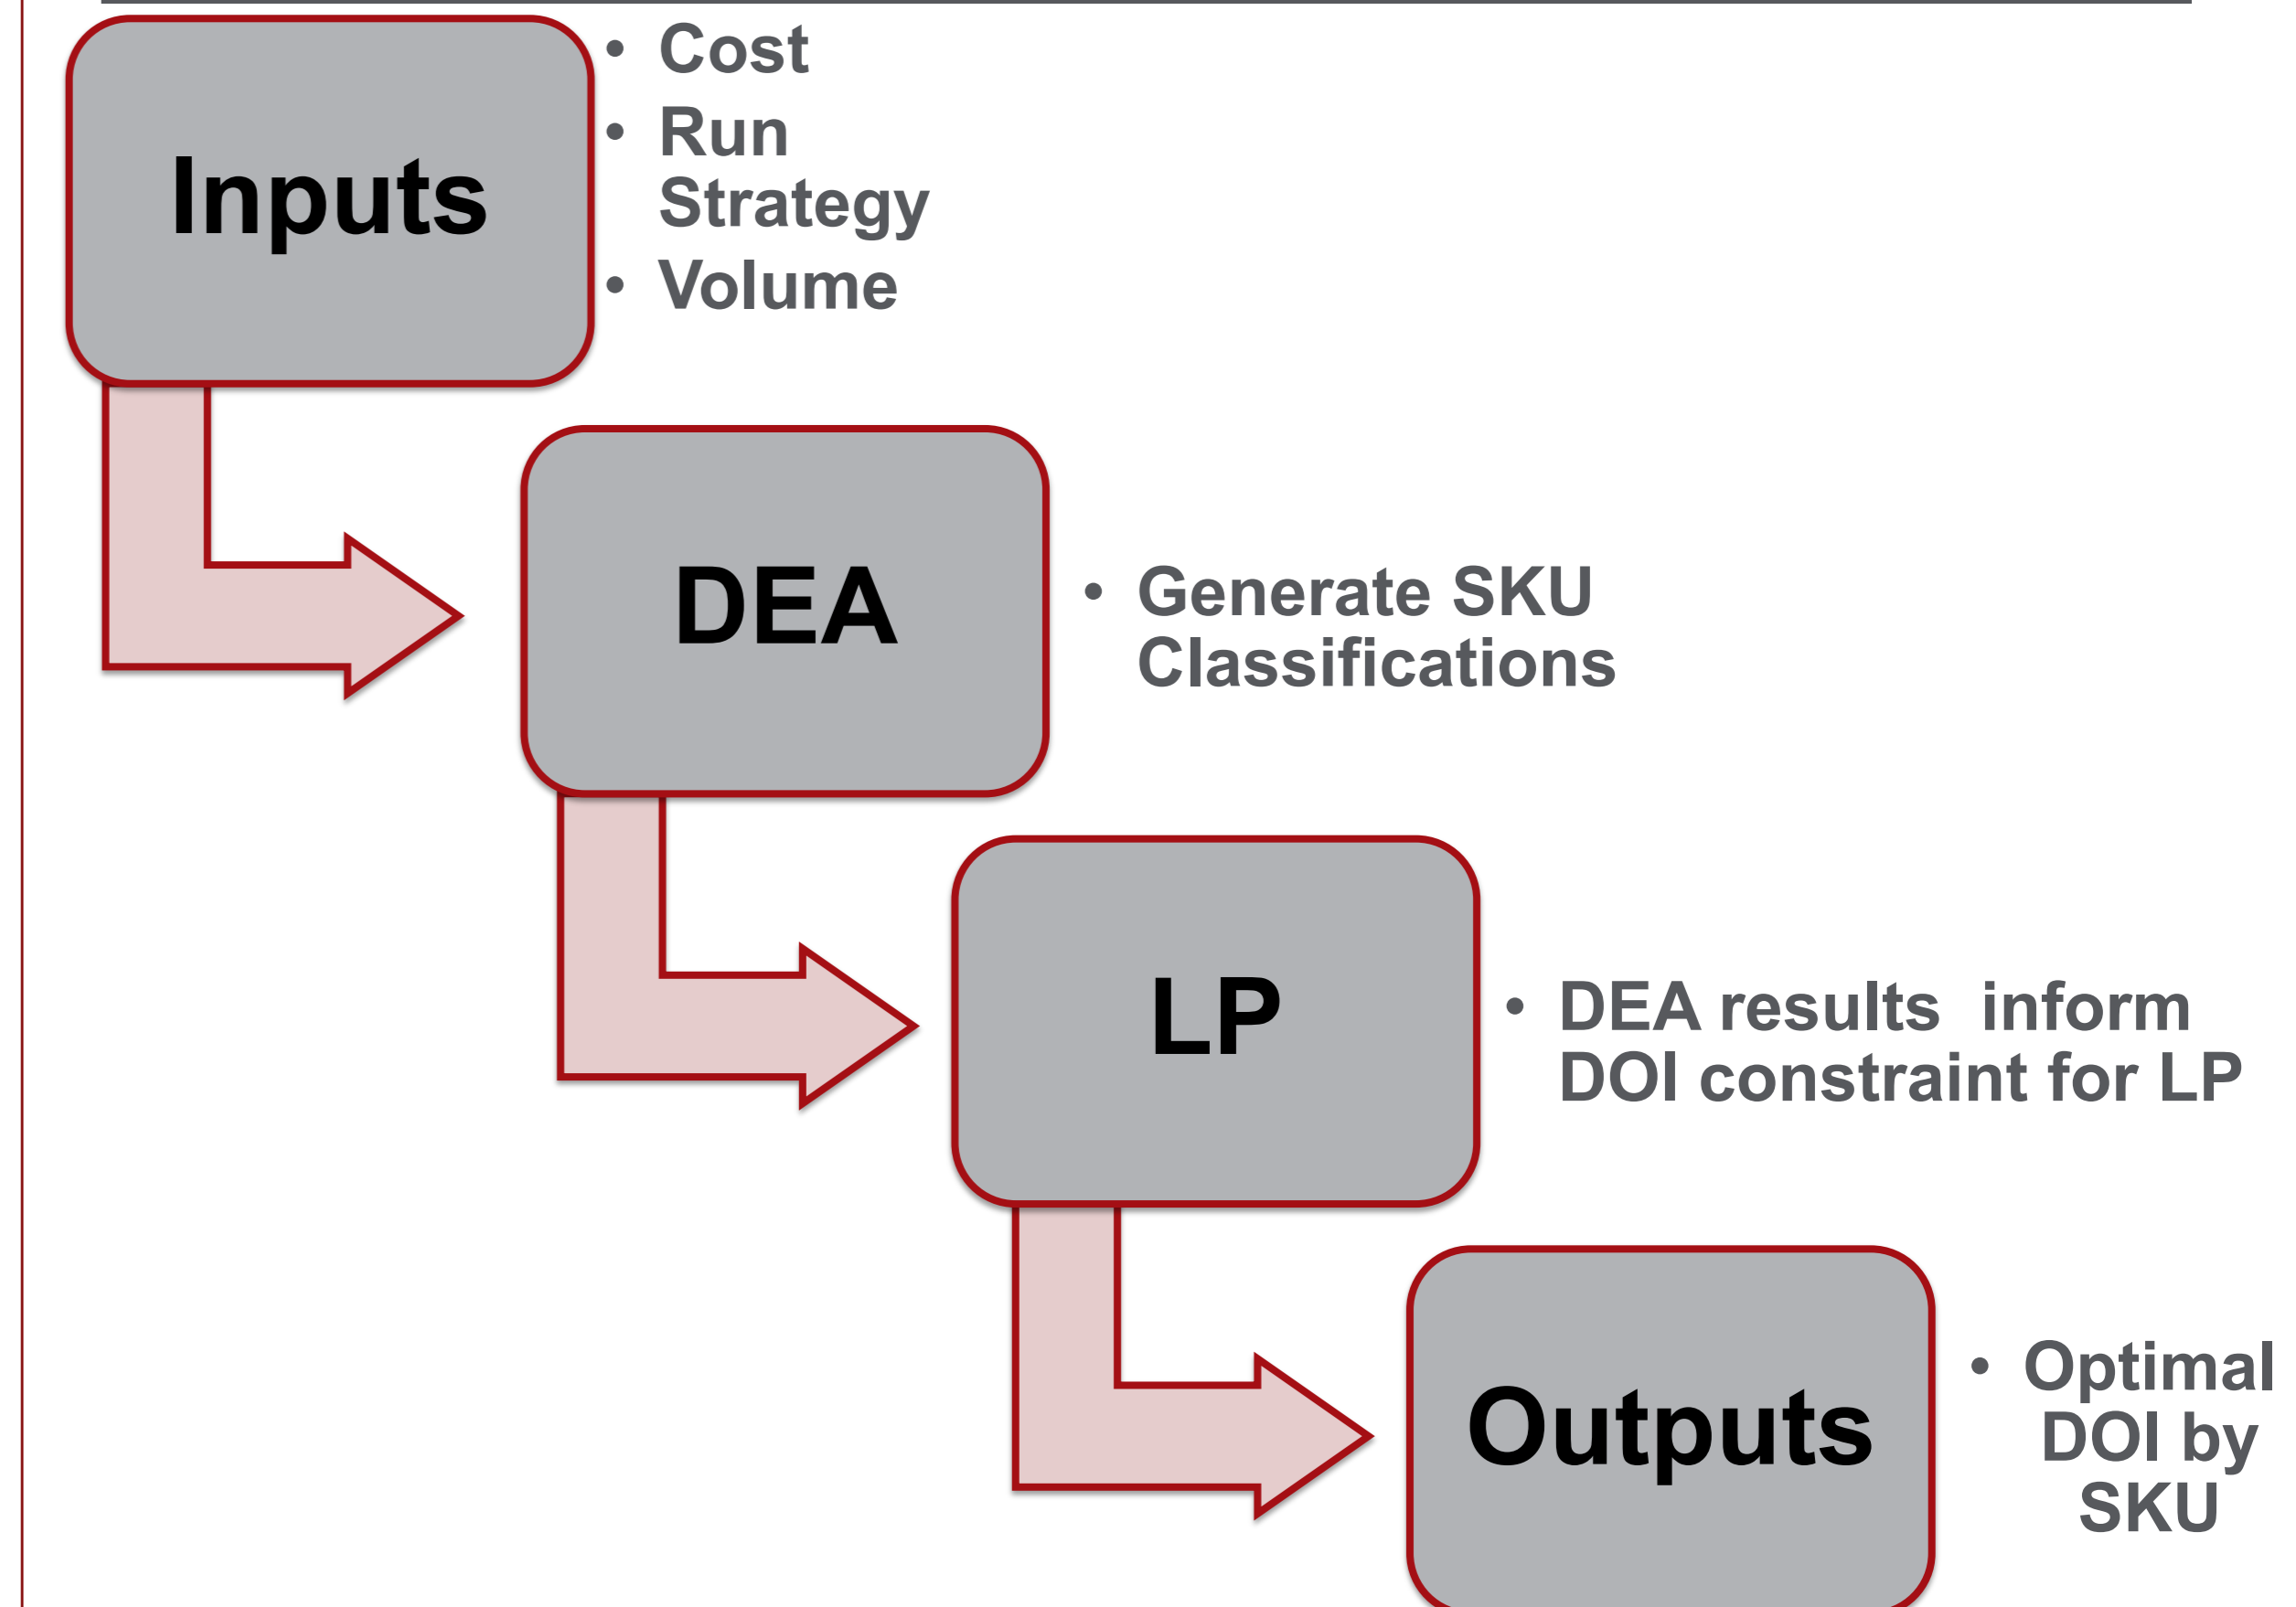 Inputs
• Cost
• Run
Strategy
• Volume
DEA
• Generate SKU
Classifications
LP
• DEA results  inform
DOI constraint for LP
Outputs
• Optimal
DOI by
SKU